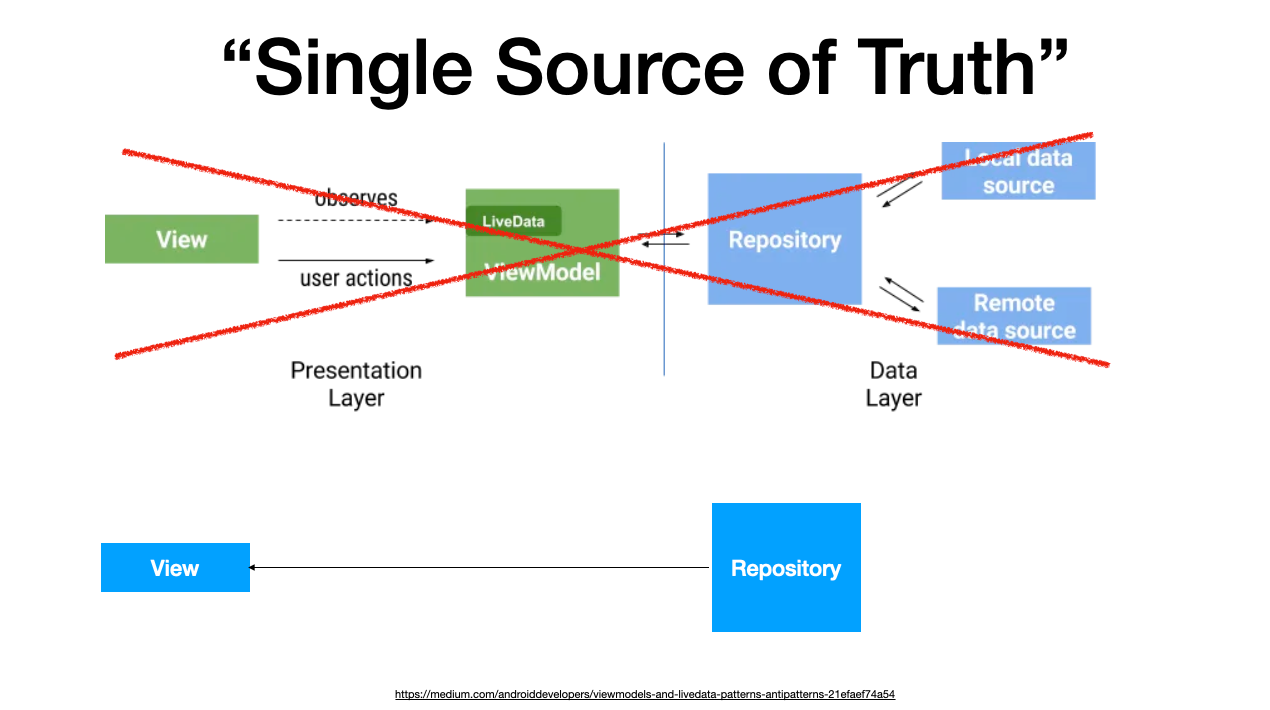 “Single Source of Truth”
observes
View
user actions
LiveData
ViewModel
Repository
Local data
source
Remote
data source
Presentation
Layer
Data
Layer
View
Repository
https://medium.com/androiddevelopers/viewmodels-and-livedata-patterns-antipatterns-21efaef74a54